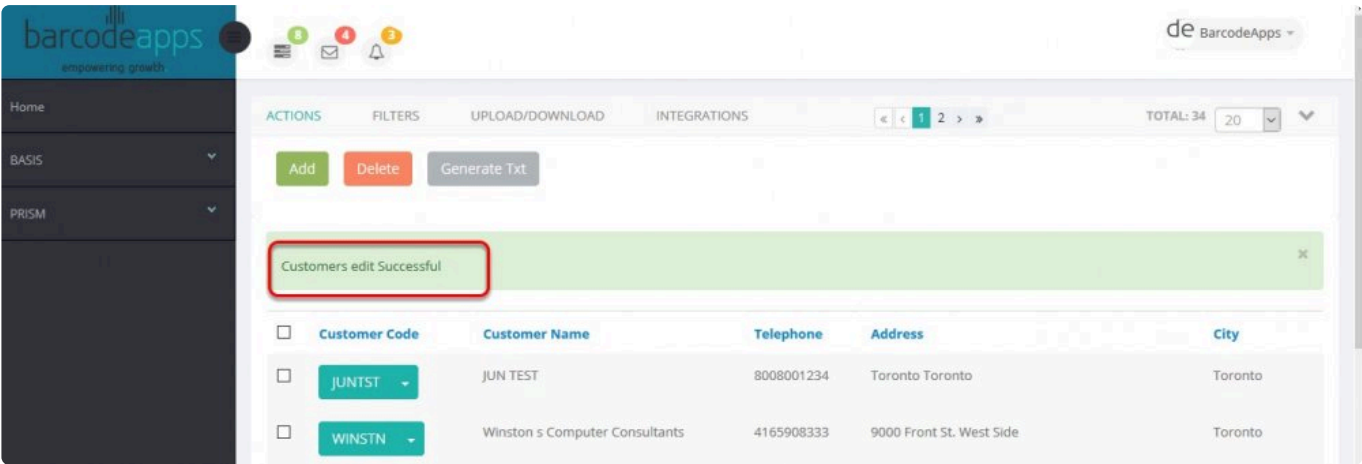 barcodeapps
empowering growth
8 4 3
de BarcodeApps
Home
BASIS
PRISM
ACTIONS FILTERS UPLOAD/DOWNLOAD INTEGRATIONS « ‹ 1 2 › » TOTAL: 34 20
Add Delete Generate Txt
Customers edit Successful ×
Customer Code Customer Name Telephone Address City
JUNTST JUN TEST 8008001234 Toronto Toronto Toronto
WINSTN Winston s Computer Consultants 4165908333 9000 Front St. West Side Toronto